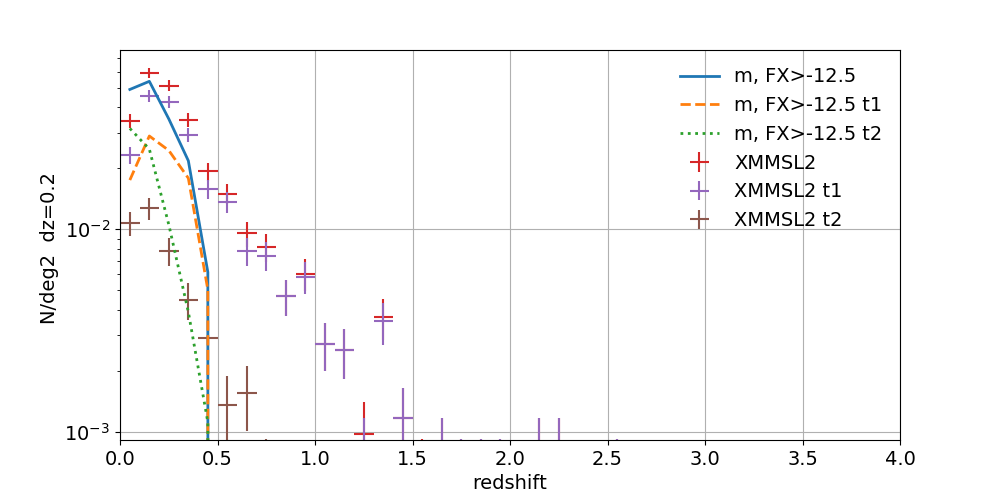 m, FX>-12.5
m, FX>-12.5 t1
m, FX>-12.5 t2
XMMSL2
XMMSL2 t1
XMMSL2 t2
N/deg2  dz=0.2
10⁻²
10⁻³
0.0 0.5 1.0 1.5 2.0 2.5 3.0 3.5 4.0
redshift